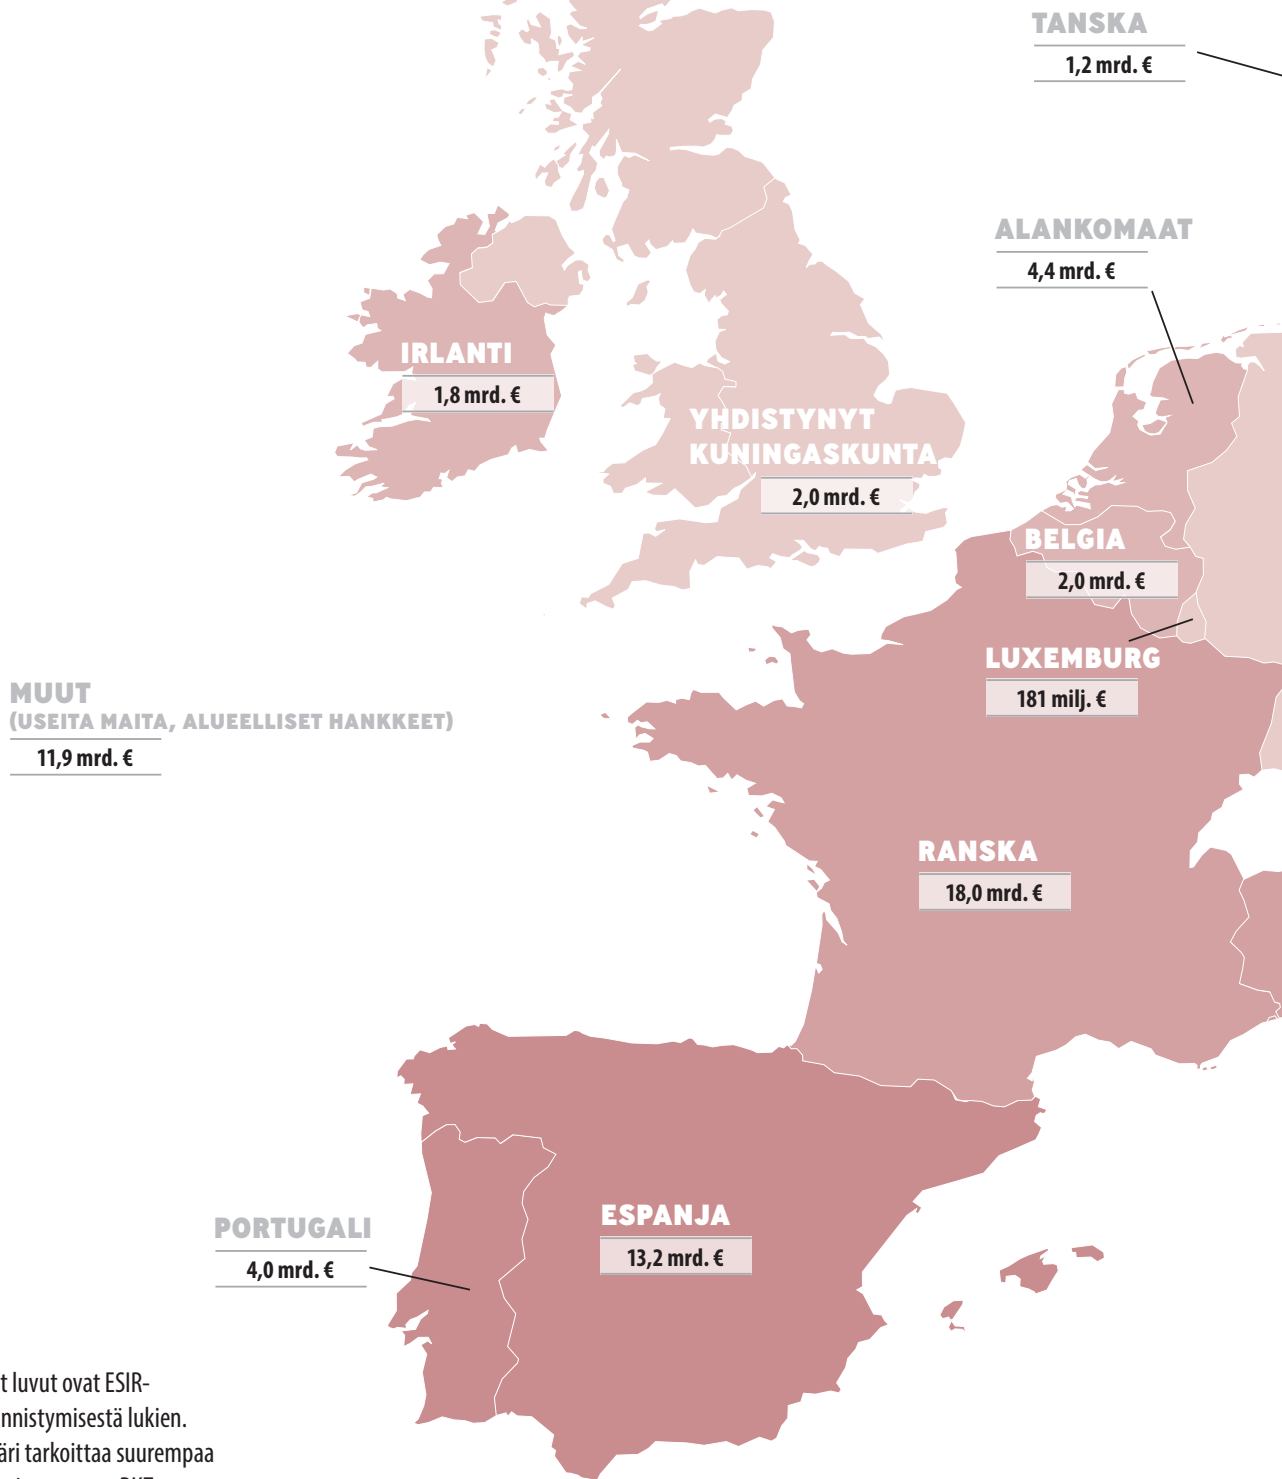 TANSKA
1,2 mrd. €
ALANKOMAAT
4,4 mrd. €
IRLANTI
1,8 mrd. €
YHDISTYNYT
KUNINGASKUNTA
2,0 mrd. €
BELGIA
2,0 mrd. €
LUXEMBURG
181 milj. €
MUUT
(USEITA MAITA, ALUEELLISET HANKKEET)
11,9 mrd. €
RANSKA
18,0 mrd. €
ESPANJA
13,2 mrd. €
PORTUGALI
4,0 mrd. €
t luvut ovat ESIR-
nnistymisestä lukien.
äri tarkoittaa suurempaa